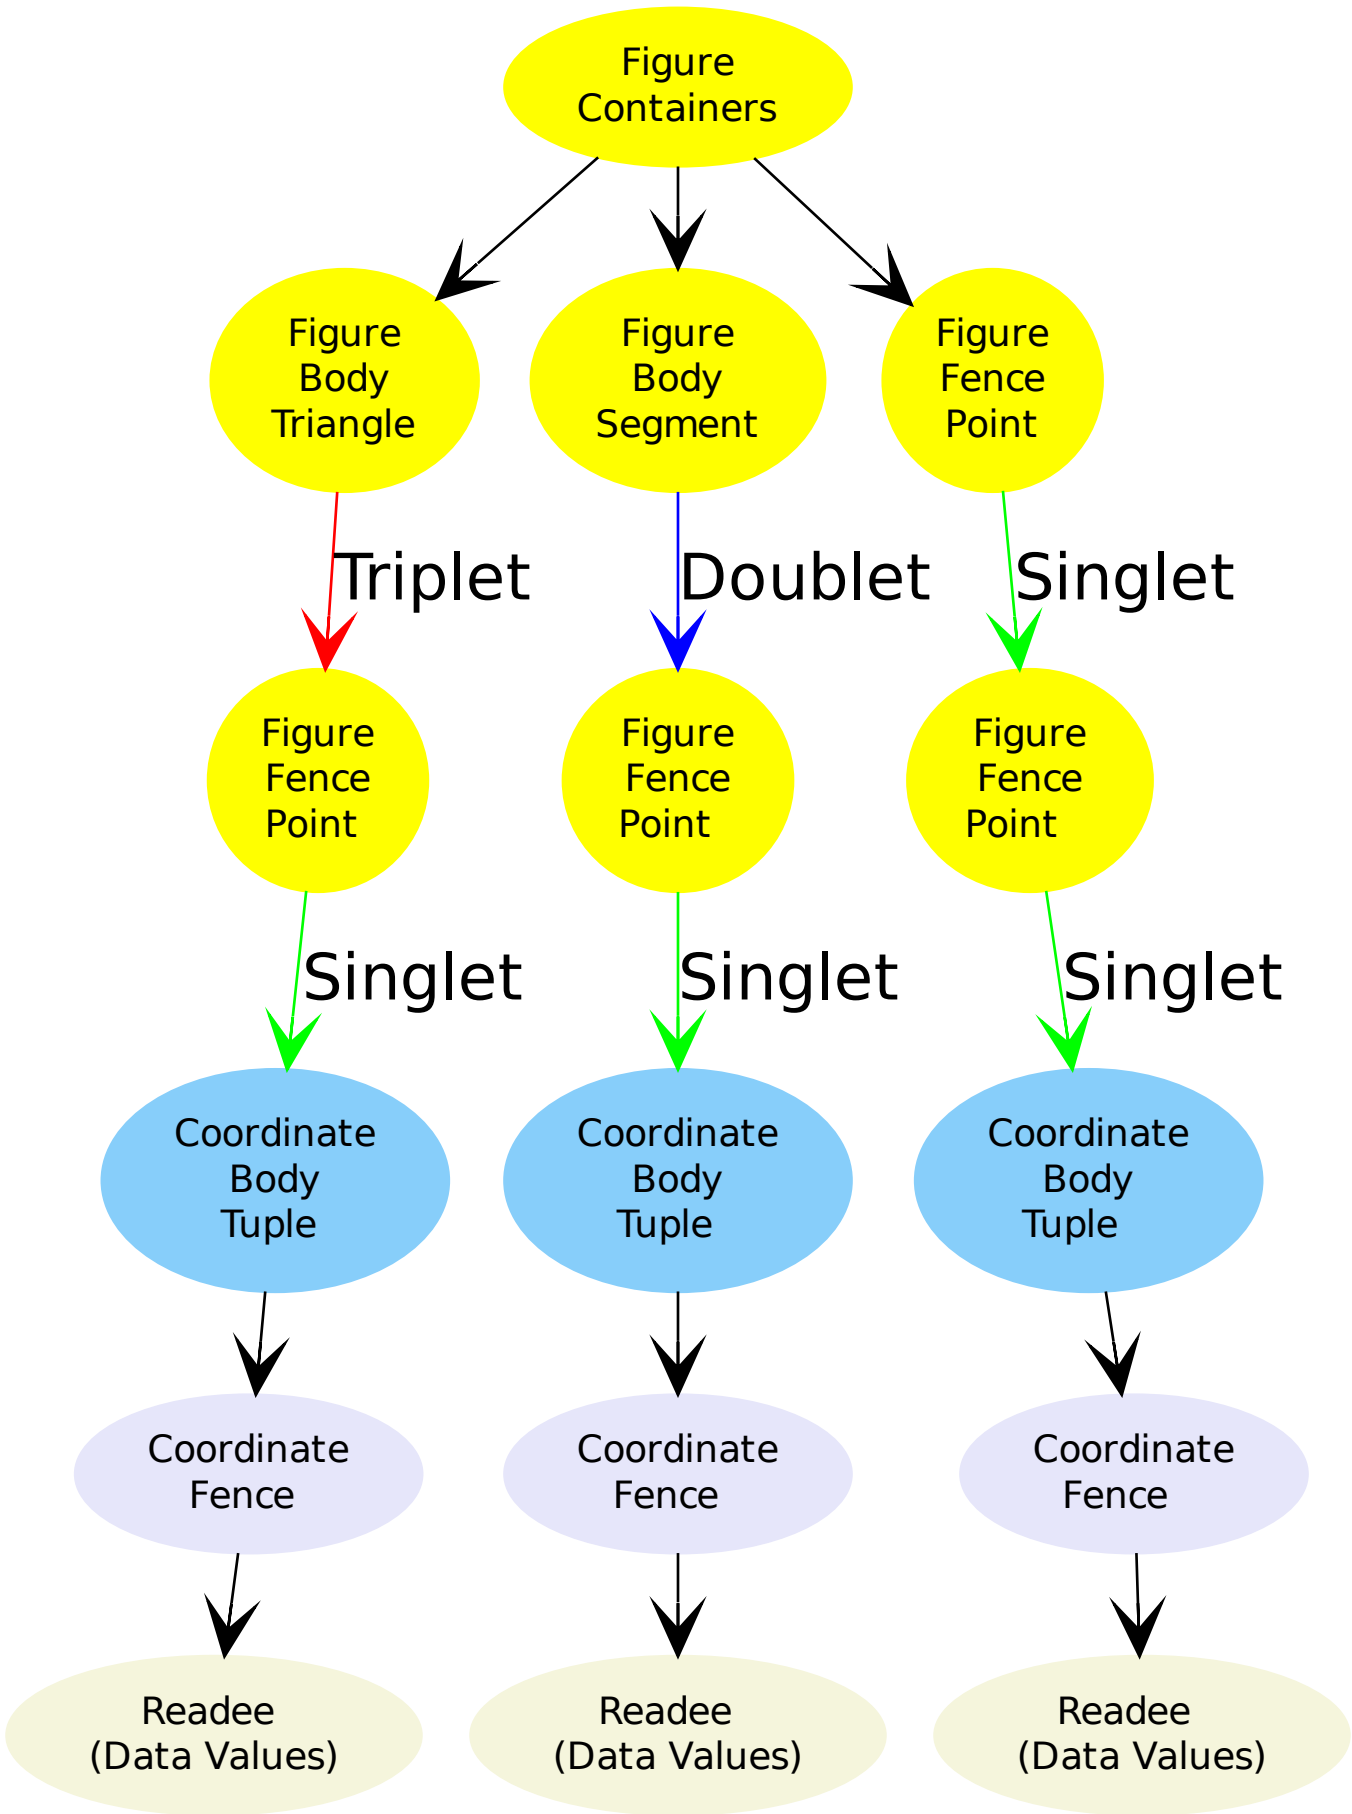 Figure
Containers
Figure
Body
Triangle
Figure
Body
Segment
Figure
Fence
Point
Triplet
Doublet
Singlet
Figure
Fence
Point
Figure
Fence
Point
Figure
Fence
Point
Singlet
Singlet
Singlet
Coordinate
Body
Tuple
Coordinate
Body
Tuple
Coordinate
Body
Tuple
Coordinate
Fence
Coordinate
Fence
Coordinate
Fence
Readee
(Data Values)
Readee
(Data Values)
Readee
(Data Values)